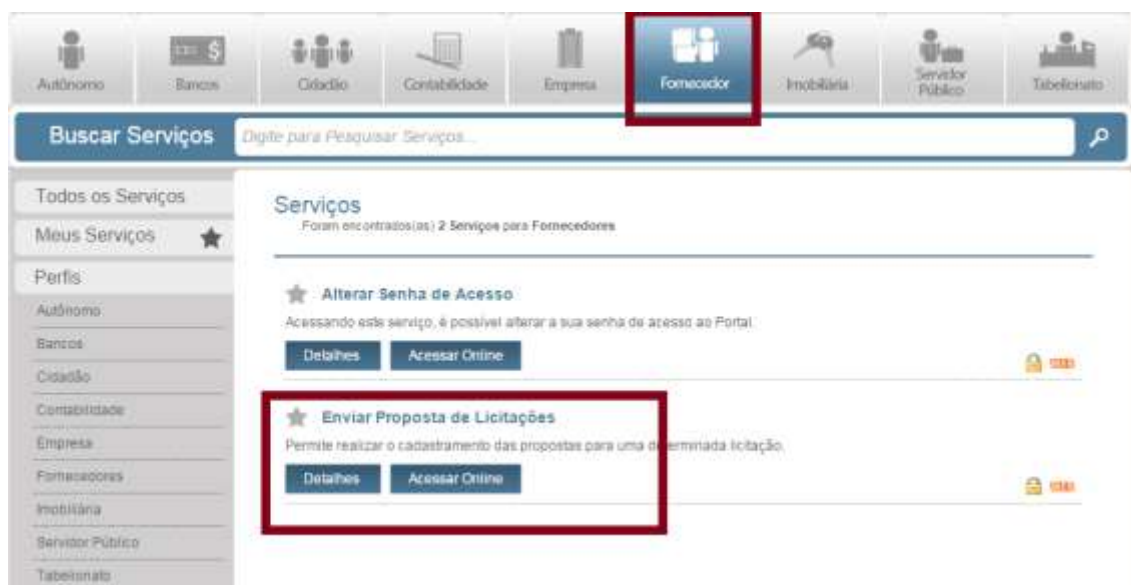 Autônomo
Bancos
Cidadão
Contabilidade
Empresa
Fornecedor
Imobiliária
Servidor
Público
Tabelionato
Buscar Serviços
Digite para Pesquisar Serviços...
Todos os Serviços
Meus Serviços
Perfis
Autônomo
Bancos
Cidadão
Contabilidade
Empresa
Fornecedores
Imobiliária
Servidor Público
Tabelionato
Serviços
Foram encontrados(as) 2 Serviços para Fornecedores
Alterar Senha de Acesso
Acessando este serviço, é possível alterar a sua senha de acesso ao Portal.
Detalhes Acessar Online
Enviar Proposta de Licitações
Permite realizar o cadastramento das propostas para uma determinada licitação.
Detalhes Acessar Online